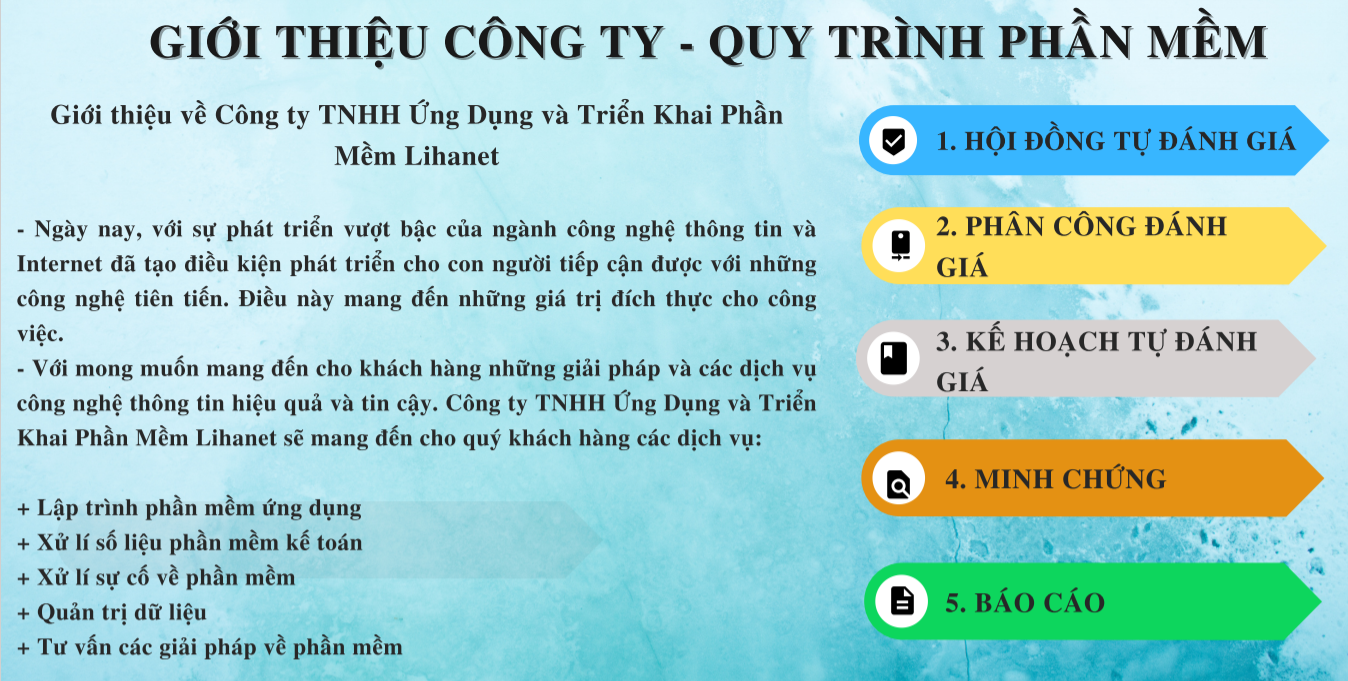 GIỚI THIỆU CÔNG TY - QUY TRÌNH PHẦN MỀM
Giới thiệu về Công ty TNHH Ứng Dụng và Triển Khai Phần
Mềm Lihanet
- Ngày nay, với sự phát triển vượt bậc của ngành công nghệ thông tin và
Internet đã tạo điều kiện phát triển cho con người tiếp cận được với những
công nghệ tiên tiến. Điều này mang đến những giá trị đích thực cho công
việc.
- Với mong muốn mang đến cho khách hàng những giải pháp và các dịch vụ
công nghệ thông tin hiệu quả và tin cậy. Công ty TNHH Ứng Dụng và Triển
Khai Phần Mềm Lihanet sẽ mang đến cho quý khách hàng các dịch vụ:
+ Lập trình phần mềm ứng dụng
+ Xử lí số liệu phần mềm kế toán
+ Xử lí sự cố về phần mềm
+ Quản trị dữ liệu
+ Tư vấn các giải pháp về phần mềm
1. HỘI ĐỒNG TỰ ĐÁNH GIÁ
2. PHÂN CÔNG ĐÁNH
GIÁ
3. KẾ HOẠCH TỰ ĐÁNH
GIÁ
4. MINH CHỨNG
5. BÁO CÁO